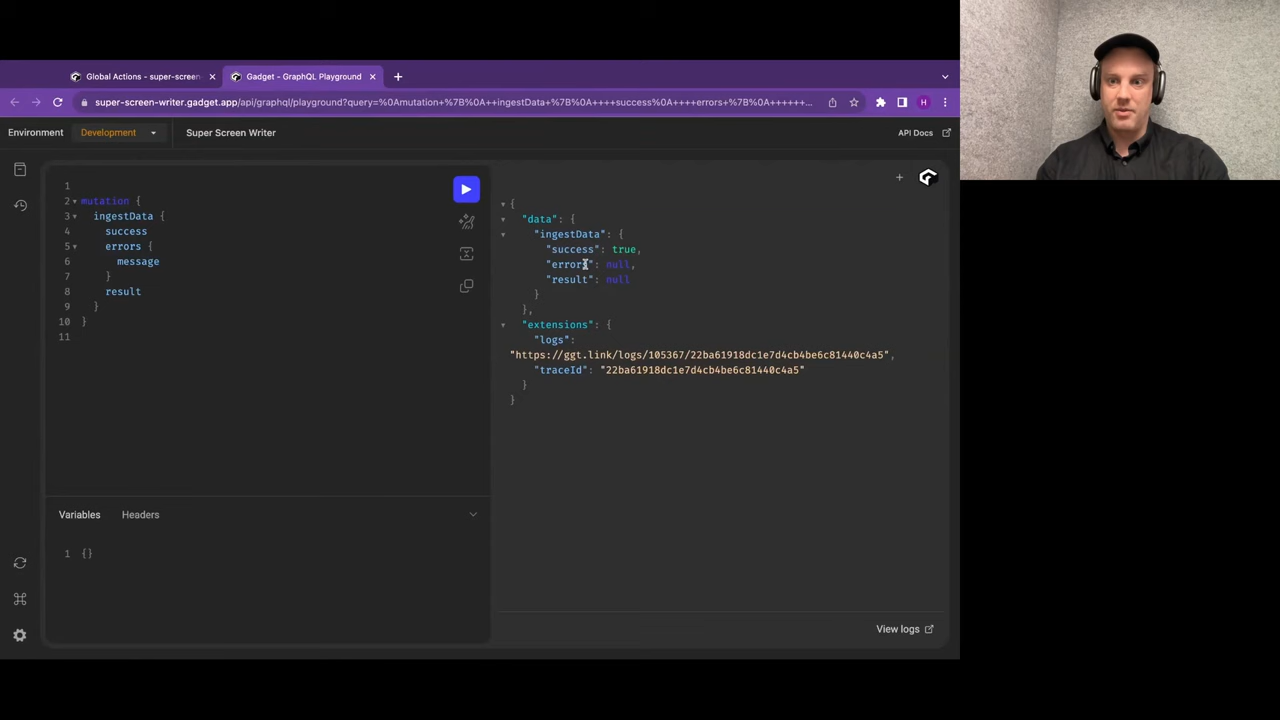 Global Actions - super-screen
Gadget - GraphQL Playground
super-screen-writer.gadget.app/api/graphql/playground?query=%0Amutation+%7B%0A++ingestData+%7B%0A++++success%0A++++errors+%7B%0A++++++...
H
Environment
Development
Super Screen Writer
API Docs
1
2 mutation {
3 ingestData {
4 success
5 errors {
6 message
7 }
8 result
9 }
10 }
11
{
"data": {
"ingestData": {
"success": true,
"errors": null,
"result": null
}
},
"extensions": {
"logs":
"https://ggt.link/logs/105367/22ba61918dc1e7d4cb4be6c81440c4a5",
"traceId": "22ba61918dc1e7d4cb4be6c81440c4a5"
}
}
Variables
Headers
1 {}
View logs